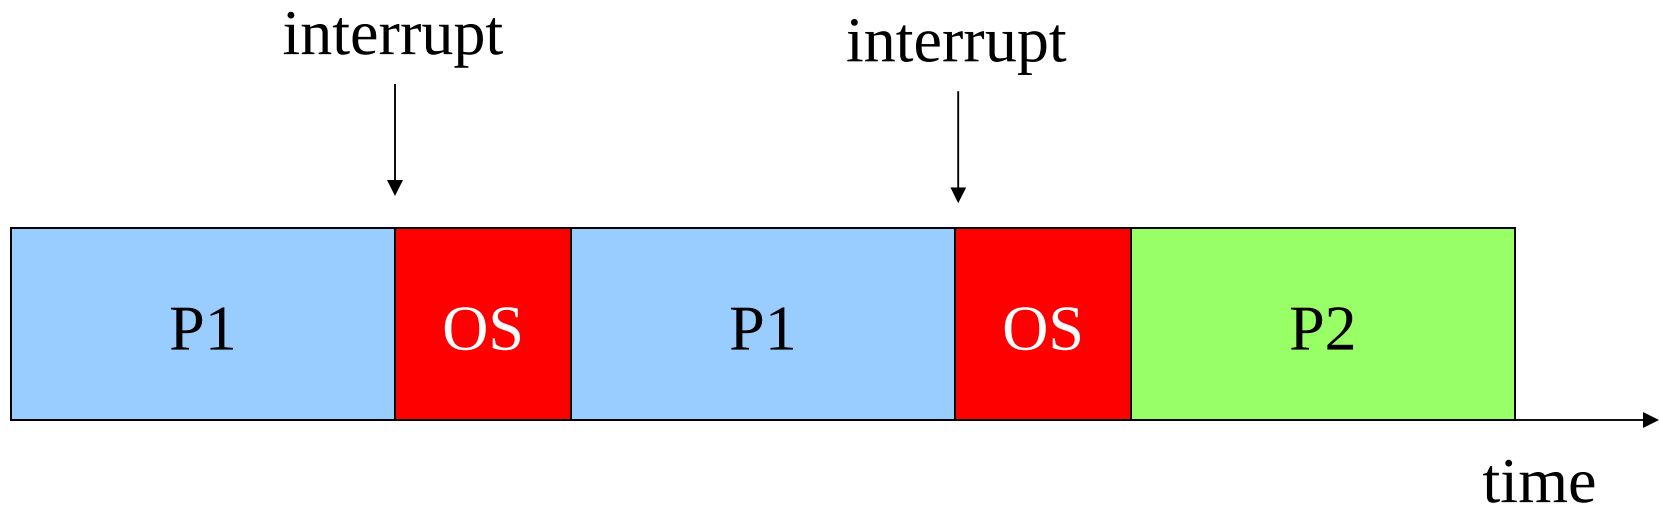 interrupt
interrupt
P1
OS
P1
OS
P2
time